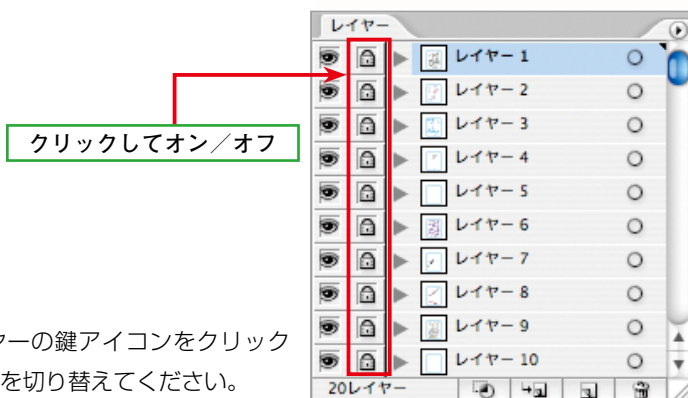 レイヤー
レイヤー 1
レイヤー 2
レイヤー 3
クリックしてオン／オフ
レイヤー 4
レイヤー 5
レイヤー 6
レイヤー 7
レイヤー 8
レイヤー 9
レイヤー 10
20レイヤー
ヤーの鍵アイコンをクリック
を切り替えてください。